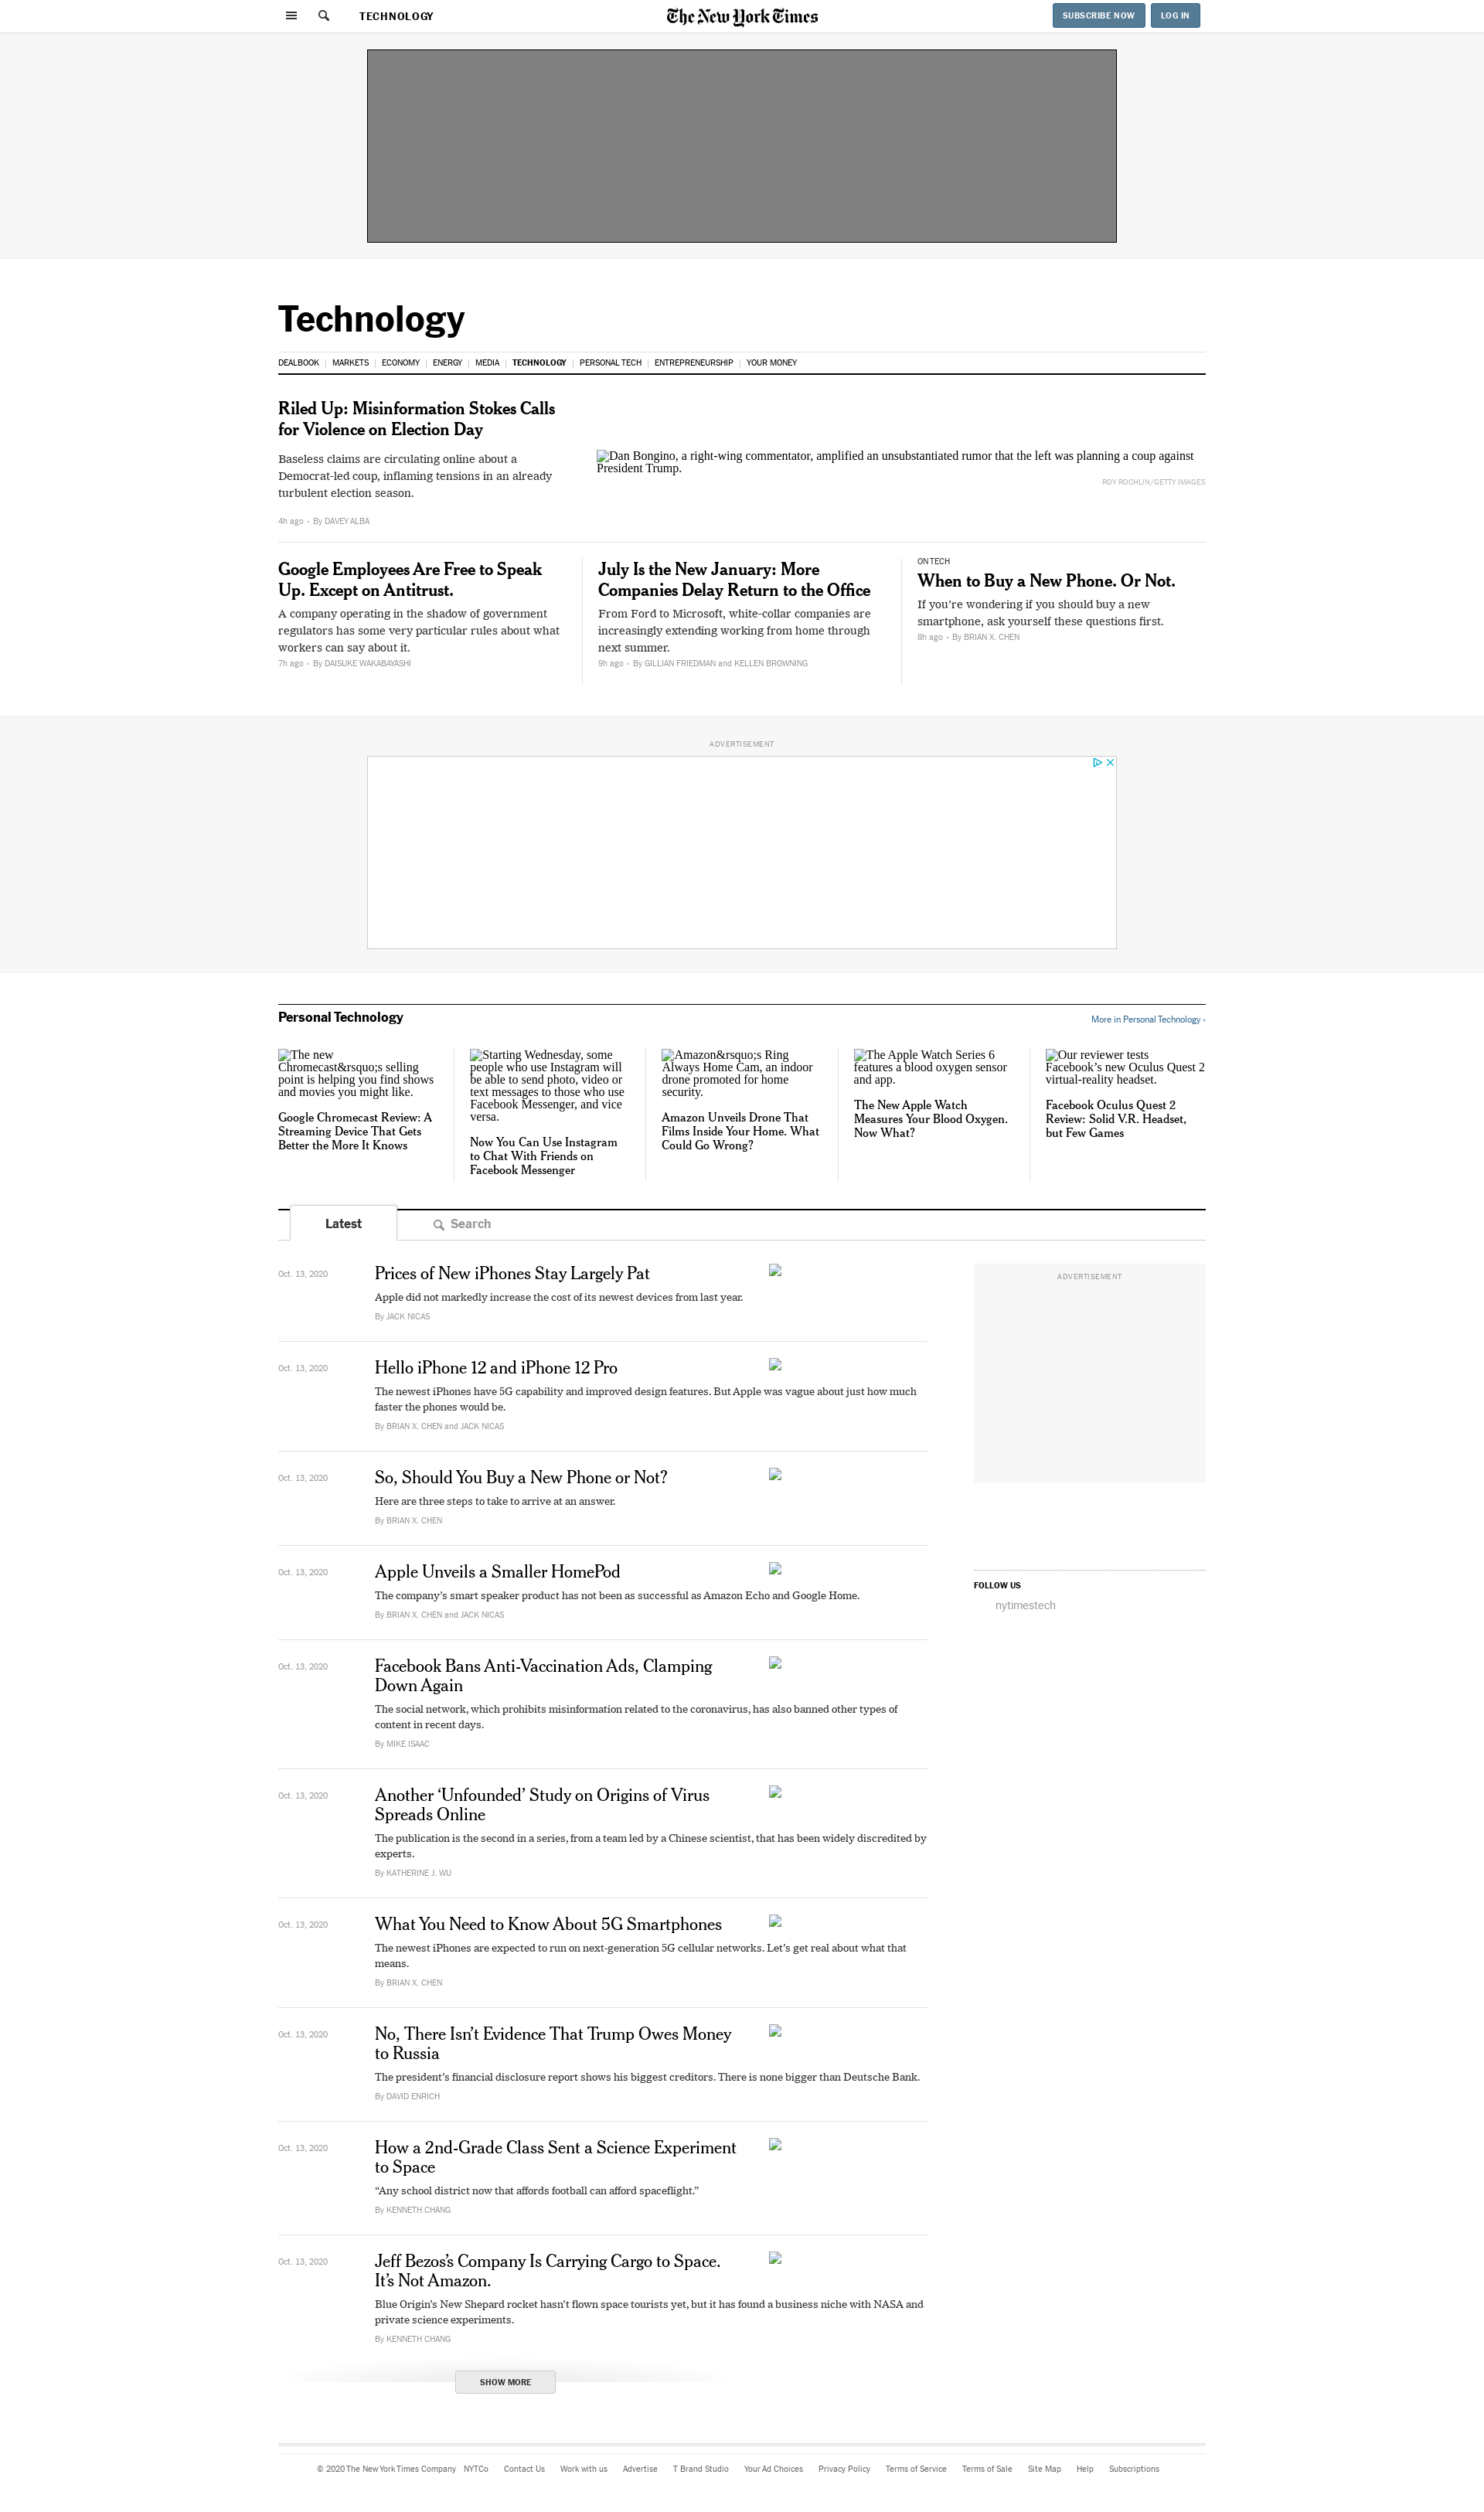 TECHNOLOGY
The New York Times
SUBSCRIBE NOW
LOG IN
Technology
DEALBOOK | MARKETS | ECONOMY | ENERGY | MEDIA | TECHNOLOGY | PERSONAL TECH | ENTREPRENEURSHIP | YOUR MONEY
Riled Up: Misinformation Stokes Calls
for Violence on Election Day
Baseless claims are circulating online about a
Democrat-led coup, inflaming tensions in an already
turbulent election season.
4h ago • By DAVEY ALBA
Dan Bongino, a right-wing commentator, amplified an unsubstantiated rumor that the left was planning a coup against
President Trump.
ROY ROCHLIN/GETTY IMAGES
Google Employees Are Free to Speak
Up. Except on Antitrust.
A company operating in the shadow of government
regulators has some very particular rules about what
workers can say about it.
7h ago • By DAISUKE WAKABAYASHI
July Is the New January: More
Companies Delay Return to the Office
From Ford to Microsoft, white-collar companies are
increasingly extending working from home through
next summer.
9h ago • By GILLIAN FRIEDMAN and KELLEN BROWNING
ON TECH
When to Buy a New Phone. Or Not.
If you’re wondering if you should buy a new
smartphone, ask yourself these questions first.
8h ago • By BRIAN X. CHEN
ADVERTISEMENT
Personal Technology
More in Personal Technology ›
The new
Chromecast&rsquo;s selling
point is helping you find shows
and movies you might like.
Google Chromecast Review: A
Streaming Device That Gets
Better the More It Knows
Starting Wednesday, some
people who use Instagram will
be able to send photo, video or
text messages to those who use
Facebook Messenger, and vice
versa.
Now You Can Use Instagram
to Chat With Friends on
Facebook Messenger
Amazon&rsquo;s Ring
Always Home Cam, an indoor
drone promoted for home
security.
Amazon Unveils Drone That
Films Inside Your Home. What
Could Go Wrong?
The Apple Watch Series 6
features a blood oxygen sensor
and app.
The New Apple Watch
Measures Your Blood Oxygen.
Now What?
Our reviewer tests
Facebook’s new Oculus Quest 2
virtual-reality headset.
Facebook Oculus Quest 2
Review: Solid V.R. Headset,
but Few Games
Latest
Search
Oct. 13, 2020
Prices of New iPhones Stay Largely Pat
Apple did not markedly increase the cost of its newest devices from last year.
By JACK NICAS
Oct. 13, 2020
Hello iPhone 12 and iPhone 12 Pro
The newest iPhones have 5G capability and improved design features. But Apple was vague about just how much
faster the phones would be.
By BRIAN X. CHEN and JACK NICAS
Oct. 13, 2020
So, Should You Buy a New Phone or Not?
Here are three steps to take to arrive at an answer.
By BRIAN X. CHEN
Oct. 13, 2020
Apple Unveils a Smaller HomePod
The company’s smart speaker product has not been as successful as Amazon Echo and Google Home.
By BRIAN X. CHEN and JACK NICAS
Oct. 13, 2020
Facebook Bans Anti-Vaccination Ads, Clamping
Down Again
The social network, which prohibits misinformation related to the coronavirus, has also banned other types of
content in recent days.
By MIKE ISAAC
Oct. 13, 2020
Another ‘Unfounded’ Study on Origins of Virus
Spreads Online
The publication is the second in a series, from a team led by a Chinese scientist, that has been widely discredited by
experts.
By KATHERINE J. WU
Oct. 13, 2020
What You Need to Know About 5G Smartphones
The newest iPhones are expected to run on next-generation 5G cellular networks. Let’s get real about what that
means.
By BRIAN X. CHEN
Oct. 13, 2020
No, There Isn’t Evidence That Trump Owes Money
to Russia
The president’s financial disclosure report shows his biggest creditors. There is none bigger than Deutsche Bank.
By DAVID ENRICH
Oct. 13, 2020
How a 2nd-Grade Class Sent a Science Experiment
to Space
“Any school district now that affords football can afford spaceflight.”
By KENNETH CHANG
Oct. 13, 2020
Jeff Bezos’s Company Is Carrying Cargo to Space.
It’s Not Amazon.
Blue Origin’s New Shepard rocket hasn’t flown space tourists yet, but it has found a business niche with NASA and
private science experiments.
By KENNETH CHANG
SHOW MORE
ADVERTISEMENT
FOLLOW US
nytimestech
© 2020 The New York Times Company NYTCo Contact Us Work with us Advertise T Brand Studio Your Ad Choices Privacy Policy Terms of Service Terms of Sale Site Map Help Subscriptions